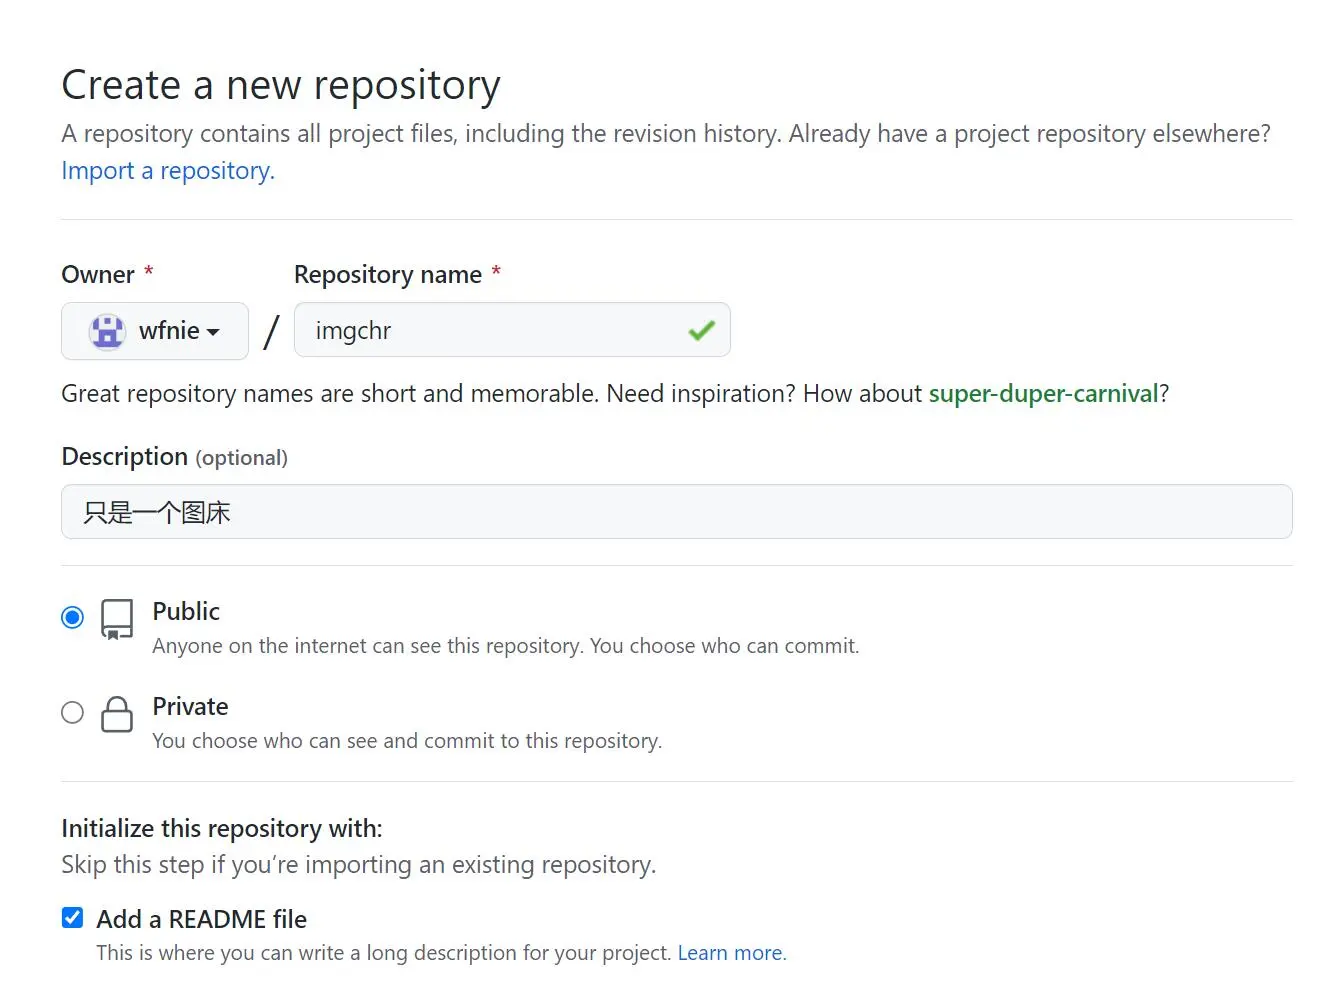 Create a new repository
A repository contains all project files, including the revision history. Already have a project repository elsewhere?
Import a repository.
Owner * Repository name *
wfnie / imgchr
Great repository names are short and memorable. Need inspiration? How about super-duper-carnival?
Description (optional)
只是一个图床
Public
Anyone on the internet can see this repository. You choose who can commit.
Private
You choose who can see and commit to this repository.
Initialize this repository with:
Skip this step if you’re importing an existing repository.
Add a README file
This is where you can write a long description for your project. Learn more.